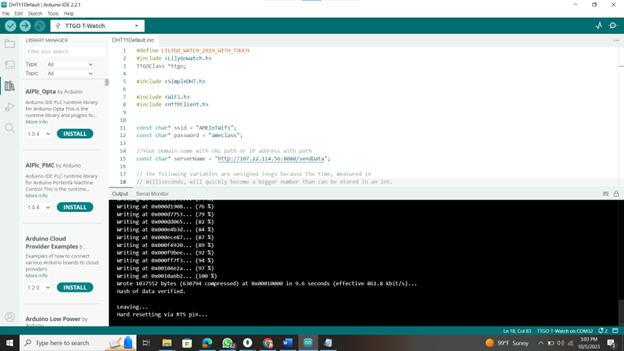 DHT11Default | Arduino IDE 2.2.1
File Edit Sketch Tools Help
TTGO T-Watch
LIBRARY MANAGER
DHT11Default.ino
Filter your search...
Type: All
Topic: All
AIPlc_Opta by Arduino
Arduino IDE PLC runtime library
for Arduino Opta This is the
runtime library and plugins fo...
More info
1.0.4 INSTALL
AIPlc_PMC by Arduino
Arduino IDE PLC runtime library
for Arduino Portenta Machine
Control This is the runtime...
More info
1.0.4 INSTALL
Arduino Cloud
Provider Examples b...
Examples of how to connect
various Arduino boards to cloud
providers
More info
1.2.0 INSTALL
Arduino Low Power by
1 #define LILYGO_WATCH_2019_WITH_TOUCH
2 #include <LilyGoWatch.h>
3 TTGOClass *ttgo;
4
5 #include <SimpleDHT.h>
6
7 #include <WiFi.h>
8 #include <HTTPClient.h>
9
10
11 const char* ssid = "AMEIoTWifi";
12 const char* password = "ameclass";
13
14 //Your Domain name with URL path or IP address with path
15 const char* serverName = "http://107.22.114.56:8080/sendData";
16
17 // the following variables are unsigned longs because the time, measured in
18 // milliseconds, will quickly become a bigger number than can be stored in an int.
Output Serial Monitor
Writing at 0x000d1908... (76 %)
Writing at 0x000d7753... (79 %)
Writing at 0x000dd065... (82 %)
Writing at 0x000e4b3d... (84 %)
Writing at 0x000ece87... (87 %)
Writing at 0x000f4920... (89 %)
Writing at 0x000f9bee... (92 %)
Writing at 0x000ff7f3... (94 %)
Writing at 0x00104e2a... (97 %)
Writing at 0x0010a6b2... (100 %)
Wrote 1037552 bytes (630794 compressed) at 0x00010000 in 9.6 seconds (effective 861.8 kbit/s)...
Hash of data verified.
Leaving...
Hard resetting via RTS pin...
Ln 18, Col 83 TTGO T-Watch on COM32 2
Type here to search
99°F Sunny
3:03 PM
10/5/2023